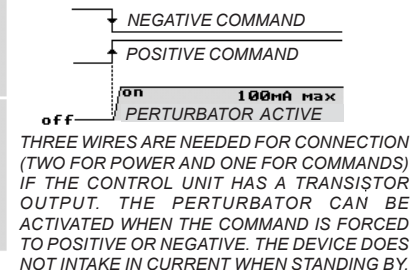 NEGATIVE COMMAND
POSITIVE COMMAND
on 100mA max
off PERTURBATOR ACTIVE
THREE WIRES ARE NEEDED FOR CONNECTION
(TWO FOR POWER AND ONE FOR COMMANDS)
IF THE CONTROL UNIT HAS A TRANSISTOR
OUTPUT. THE PERTURBATOR CAN BE
ACTIVATED WHEN THE COMMAND IS FORCED
TO POSITIVE OR NEGATIVE. THE DEVICE DOES
NOT INTAKE IN CURRENT WHEN STANDING BY.